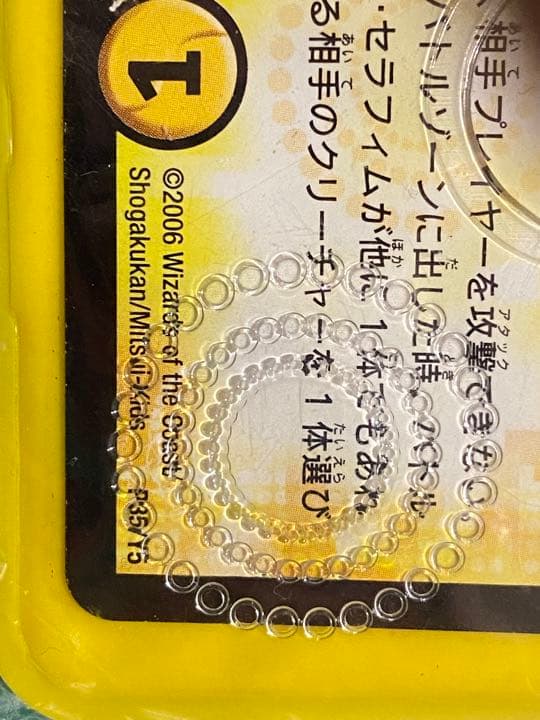 相手プレイヤーを攻撃できない。
バトルゾーンに出した時、バトル
・セラフィムが他に1体でもあれ
る相手のクリーチャーを1体選び
1
©2006 Wizards of the Coast/
Shogakukan/Mitsui-Kids P35/Y5